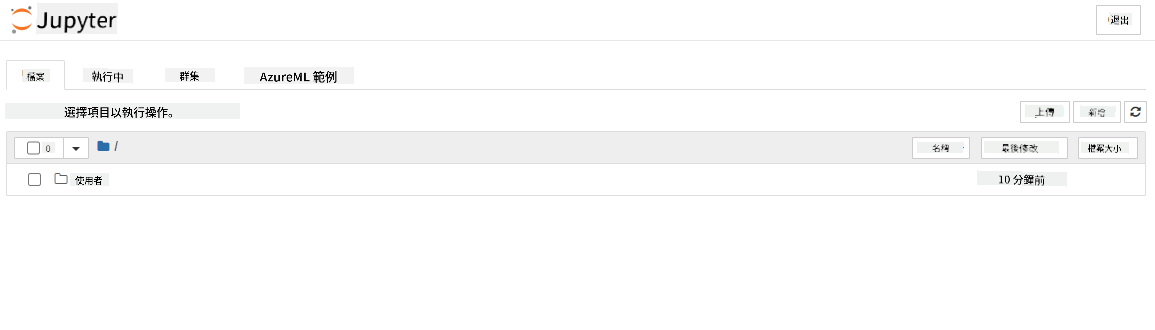 Jupyter
退出
檔案 執行中 群集 AzureML 範例
選擇項目以執行操作。
上傳 新增
0 / 名稱 最後修改 檔案大小
使用者 10 分鐘前